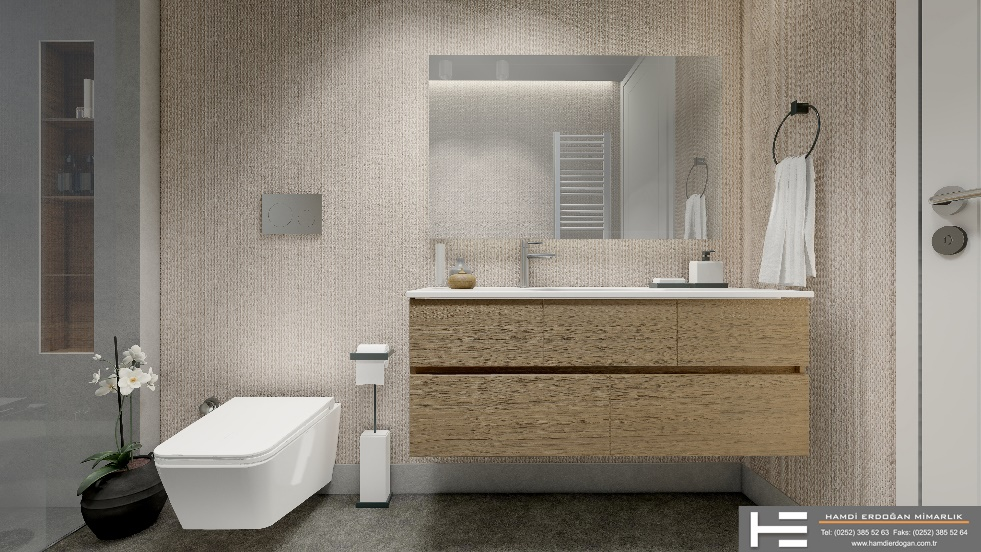 HAMDİ ERDOĞAN MİMARLIK
Tel: (0252) 385 52 63 Faks: (0252) 385 52 64
www.hamdierdogan.com.tr